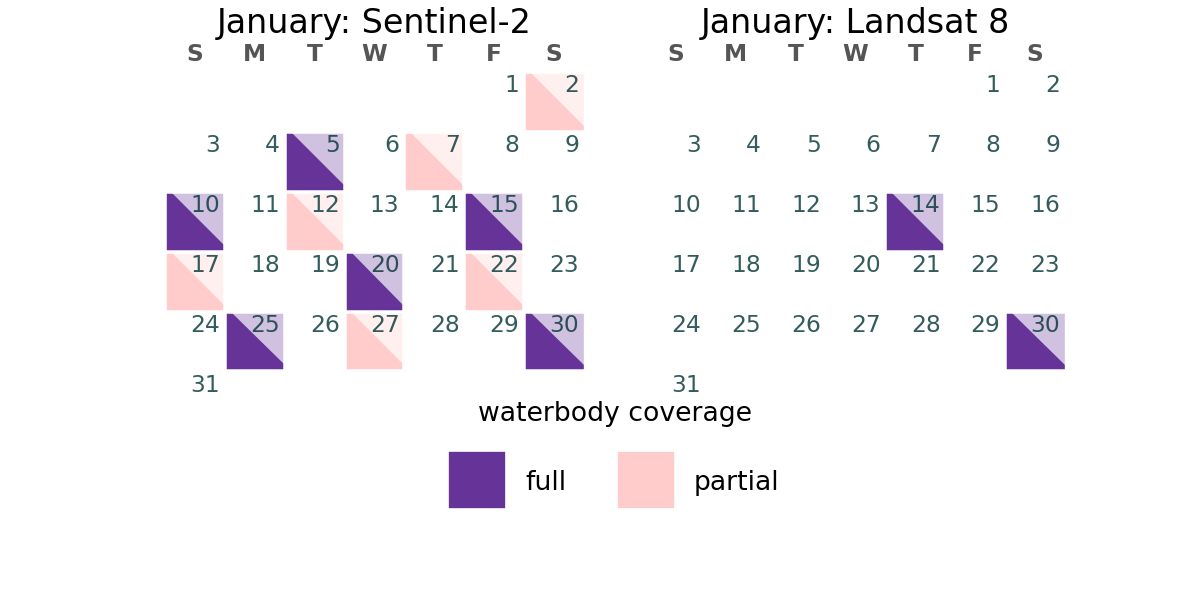 January: Sentinel-2
S M T W T F S
1 2
3 4 5 6 7 8 9
10 11 12 13 14 15 16
17 18 19 20 21 22 23
24 25 26 27 28 29 30
31
January: Landsat 8
S M T W T F S
1 2
3 4 5 6 7 8 9
10 11 12 13 14 15 16
17 18 19 20 21 22 23
24 25 26 27 28 29 30
31
waterbody coverage
full partial